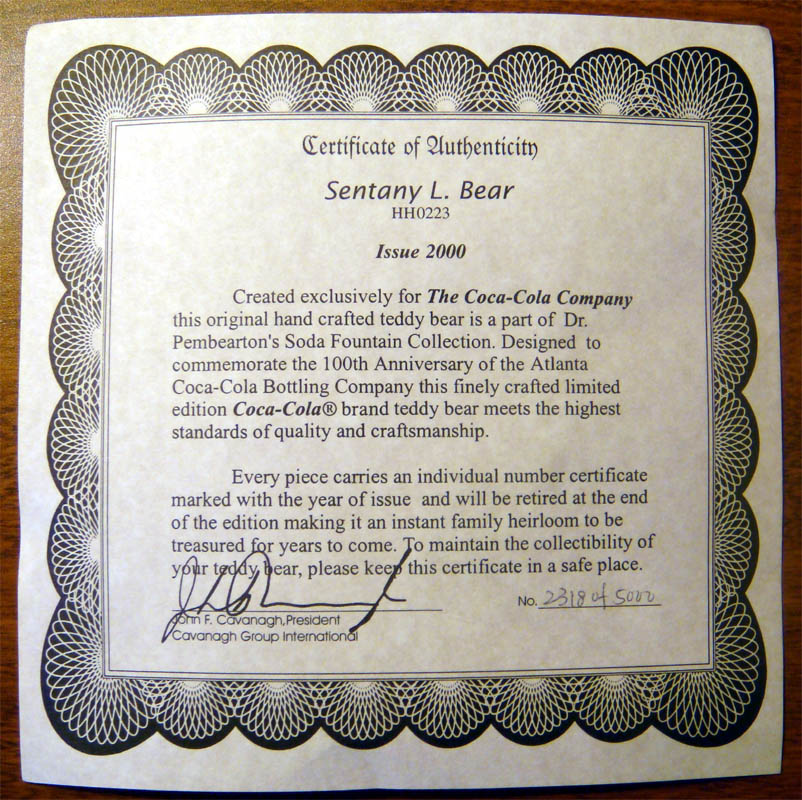 Certificate of Authenticity
Sentany L. Bear
HH0223
Issue 2000
Created exclusively for The Coca-Cola Company
this original hand crafted teddy bear is a part of Dr.
Pembearton's Soda Fountain Collection. Designed to
commemorate the 100th Anniversary of the Atlanta
Coca-Cola Bottling Company this finely crafted limited
edition Coca-Cola® brand teddy bear meets the highest
standards of quality and craftsmanship.
Every piece carries an individual number certificate
marked with the year of issue and will be retired at the end
of the edition making it an instant family heirloom to be
treasured for years to come. To maintain the collectibility of
your teddy bear, please keep this certificate in a safe place.
No. 2318 of 5000
John F. Cavanagh,President
Cavanagh Group International